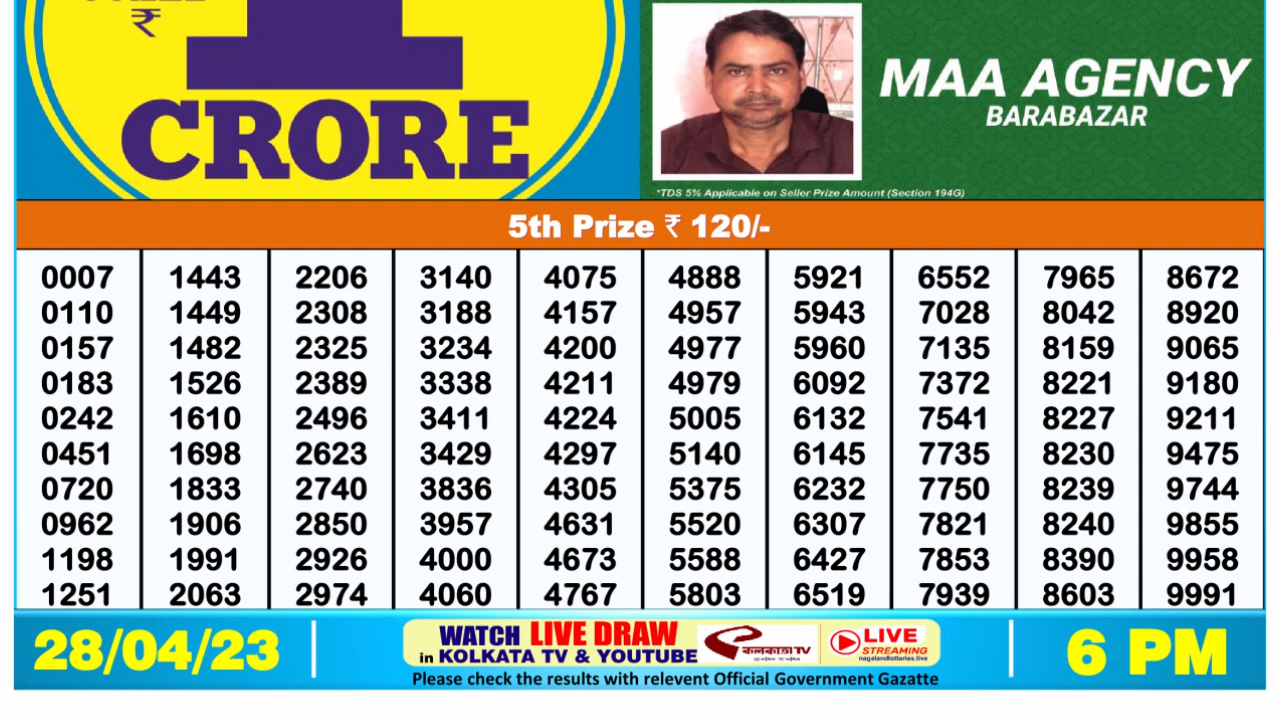 ₹
1
CRORE
MAA AGENCY
BARABAZAR
*TDS 5% Applicable on Seller Prize Amount (Section 194G)
5th Prize ₹ 120/-
0007 1443 2206 3140 4075 4888 5921 6552 7965 8672
0110 1449 2308 3188 4157 4957 5943 7028 8042 8920
0157 1482 2325 3234 4200 4977 5960 7135 8159 9065
0183 1526 2389 3338 4211 4979 6092 7372 8221 9180
0242 1610 2496 3411 4224 5005 6132 7541 8227 9211
0451 1698 2623 3429 4297 5140 6145 7735 8230 9475
0720 1833 2740 3836 4305 5375 6232 7750 8239 9744
0962 1906 2850 3957 4631 5520 6307 7821 8240 9855
1198 1991 2926 4000 4673 5588 6427 7853 8390 9958
1251 2063 2974 4060 4767 5803 6519 7939 8603 9991
28/04/23
WATCH LIVE DRAW
in KOLKATA TV & YOUTUBE
কলকাতা TV
LIVE
STREAMING
nagalandlotteries.live
6 PM
Please check the results with relevent Official Government Gazatte